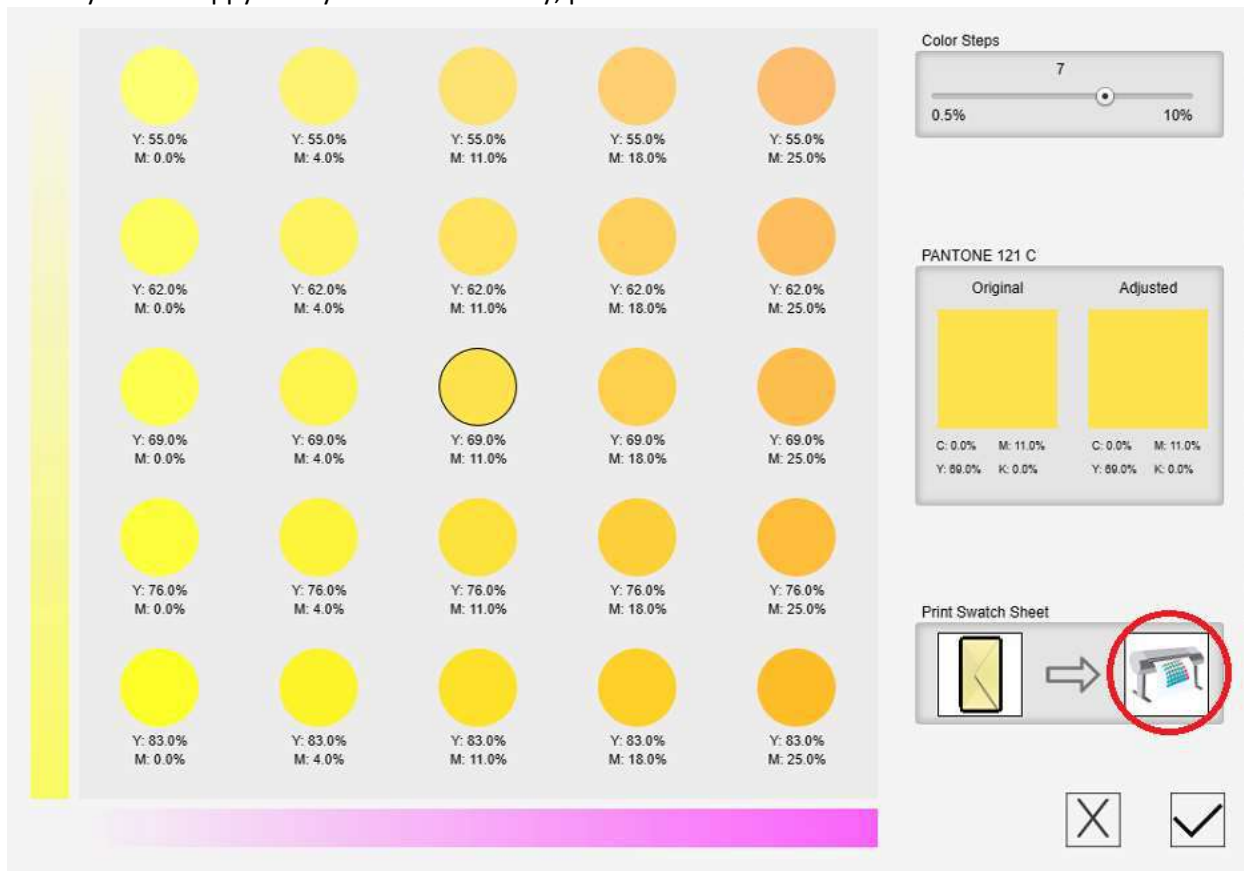 Color Steps
7
0.5% 10%
Y: 55.0% Y: 55.0% Y: 55.0% Y: 55.0% Y: 55.0%
M: 0.0% M: 4.0% M: 11.0% M: 18.0% M: 25.0%
Y: 62.0% Y: 62.0% Y: 62.0% Y: 62.0% Y: 62.0%
M: 0.0% M: 4.0% M: 11.0% M: 18.0% M: 25.0%
Y: 69.0% Y: 69.0% Y: 69.0% Y: 69.0% Y: 69.0%
M: 0.0% M: 4.0% M: 11.0% M: 18.0% M: 25.0%
Y: 76.0% Y: 76.0% Y: 76.0% Y: 76.0% Y: 76.0%
M: 0.0% M: 4.0% M: 11.0% M: 18.0% M: 25.0%
Y: 83.0% Y: 83.0% Y: 83.0% Y: 83.0% Y: 83.0%
M: 0.0% M: 4.0% M: 11.0% M: 18.0% M: 25.0%
PANTONE 121 C
Original Adjusted
C: 0.0% M: 11.0% C: 0.0% M: 11.0%
Y: 69.0% K: 0.0% Y: 69.0% K: 0.0%
Print Swatch Sheet